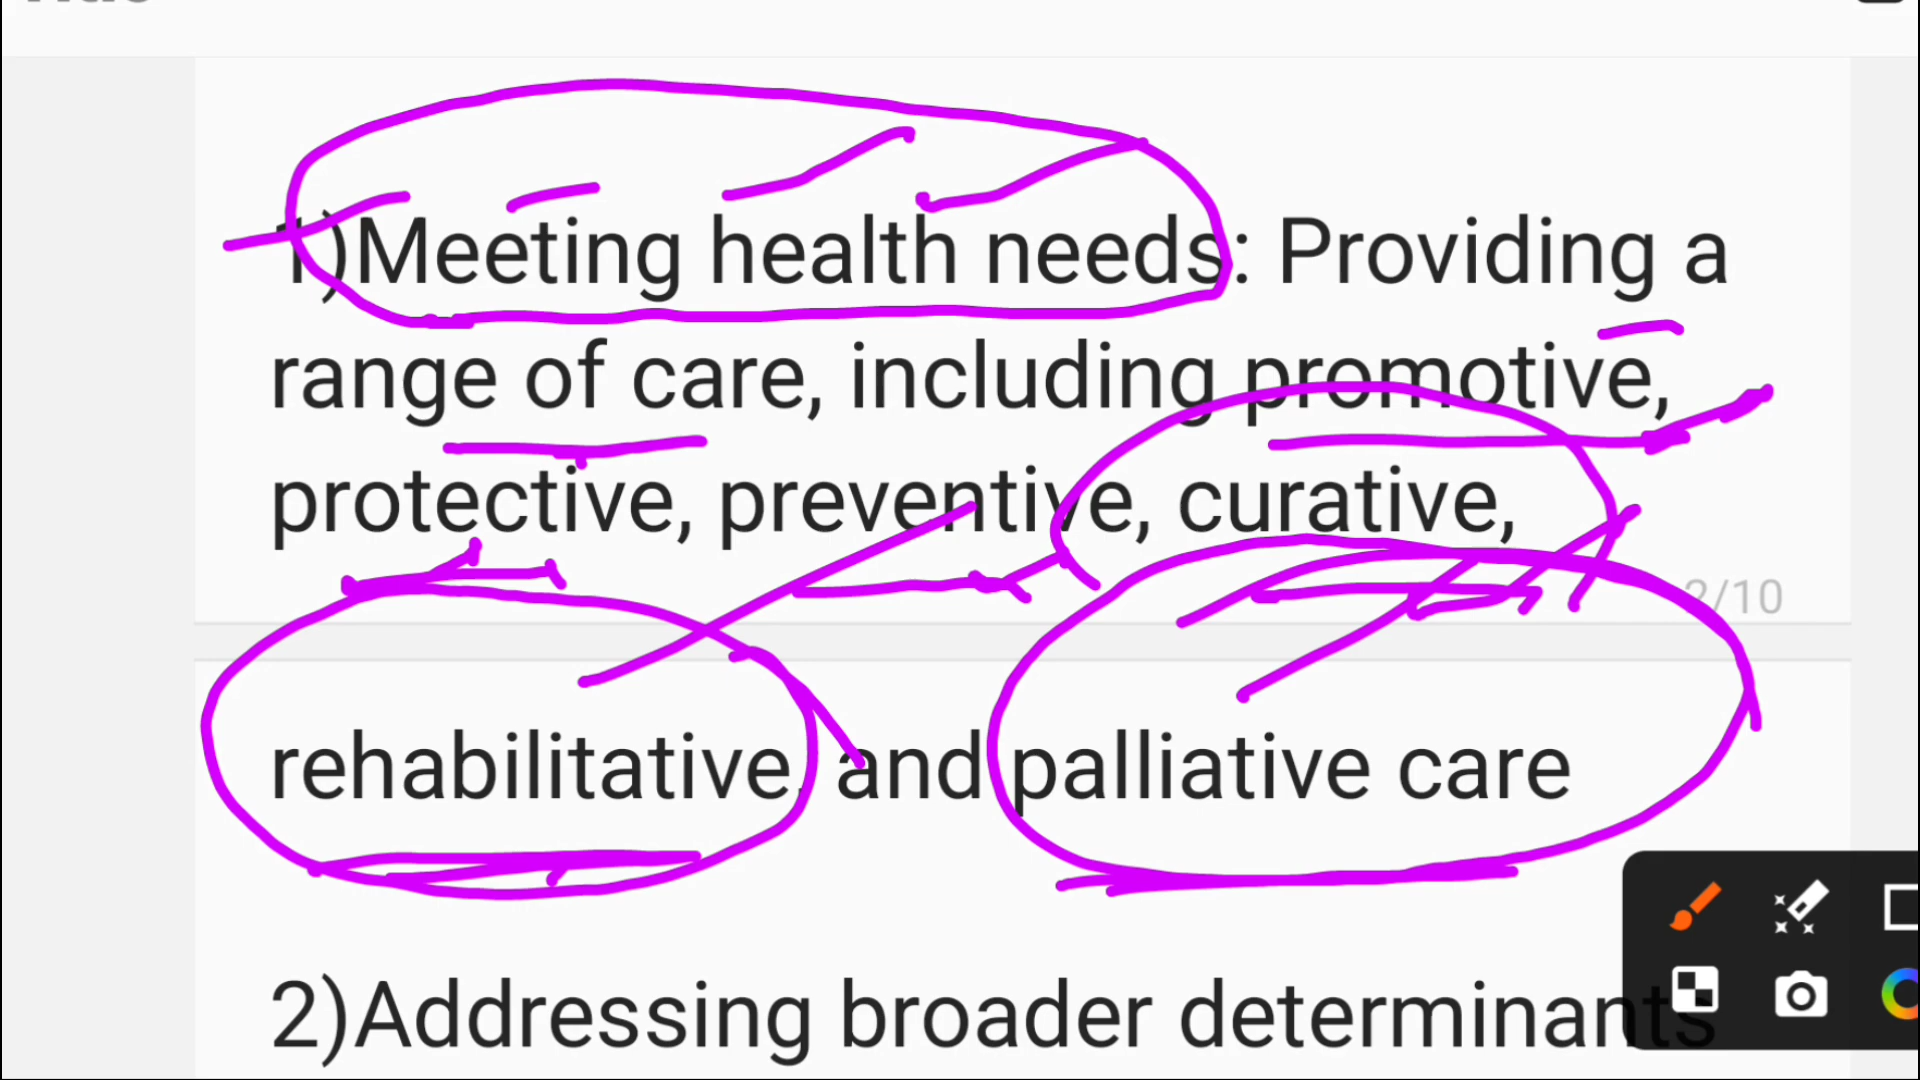 1)Meeting health needs: Providing a
range of care, including promotive,
protective, preventive, curative,
2/10
rehabilitative, and palliative care
2)Addressing broader determinants